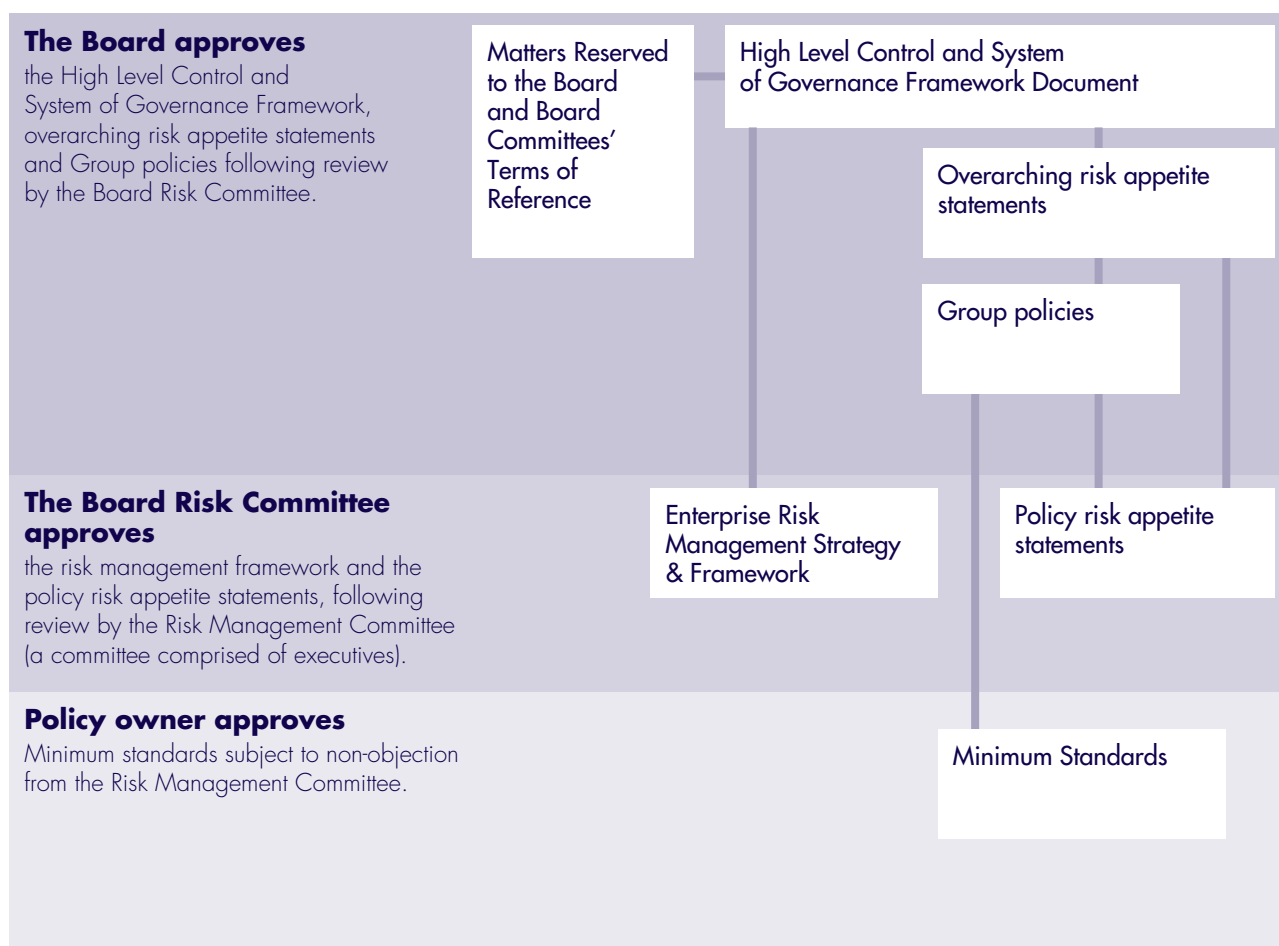 The Board approves
the High Level Control and
System of Governance Framework,
overarching risk appetite statements
and Group policies following review
by the Board Risk Committee.
Matters Reserved
to the Board
and Board
Committees’
Terms of
Reference
High Level Control and System
of Governance Framework Document
Overarching risk appetite
statements
Group policies
The Board Risk Committee
approves
the risk management framework and the
policy risk appetite statements, following
review by the Risk Management Committee
(a committee comprised of executives).
Enterprise Risk
Management Strategy
& Framework
Policy risk appetite
statements
Policy owner approves
Minimum standards subject to non-objection
from the Risk Management Committee.
Minimum Standards